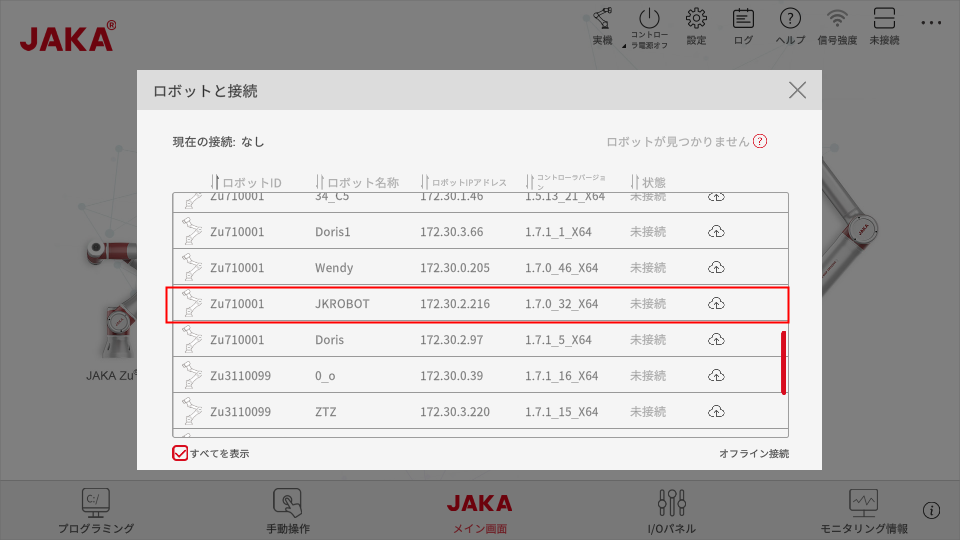 JAKA®
実機
コントローラ電源オフ
設定
ログ
ヘルプ
信号強度
未接続
ロボットと接続
現在の接続: なし
ロボットが見つかりません ?
ロボットID ロボット名称 ロボットIPアドレス コントローラバージョン 状態
Zu710001 34_C5 172.30.1.46 1.5.13_21_X64 未接続
Zu710001 Doris1 172.30.3.66 1.7.1_1_X64 未接続
Zu710001 Wendy 172.30.0.205 1.7.0_46_X64 未接続
Zu710001 JKROBOT 172.30.2.216 1.7.0_32_X64 未接続
Zu710001 Doris 172.30.2.97 1.7.1_5_X64 未接続
Zu3110099 0_o 172.30.0.39 1.7.1_16_X64 未接続
Zu3110099 ZTZ 172.30.3.220 1.7.1_15_X64 未接続
すべてを表示
オフライン接続
JAKA
JAKA Zu®
C:/
プログラミング
手動操作
JAKA
メイン画面
I/Oパネル
モニタリング情報